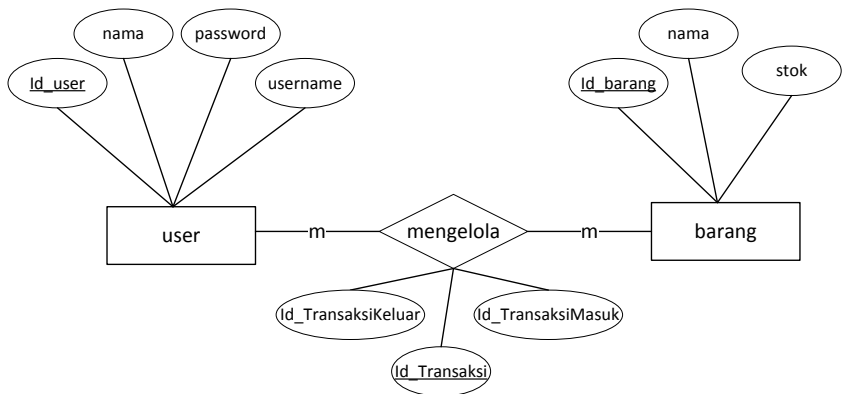 nama
password
Id_user
username
nama
Id_barang
stok
user
m
mengelola
m
barang
Id_TransaksiKeluar
Id_TransaksiMasuk
Id_Transaksi